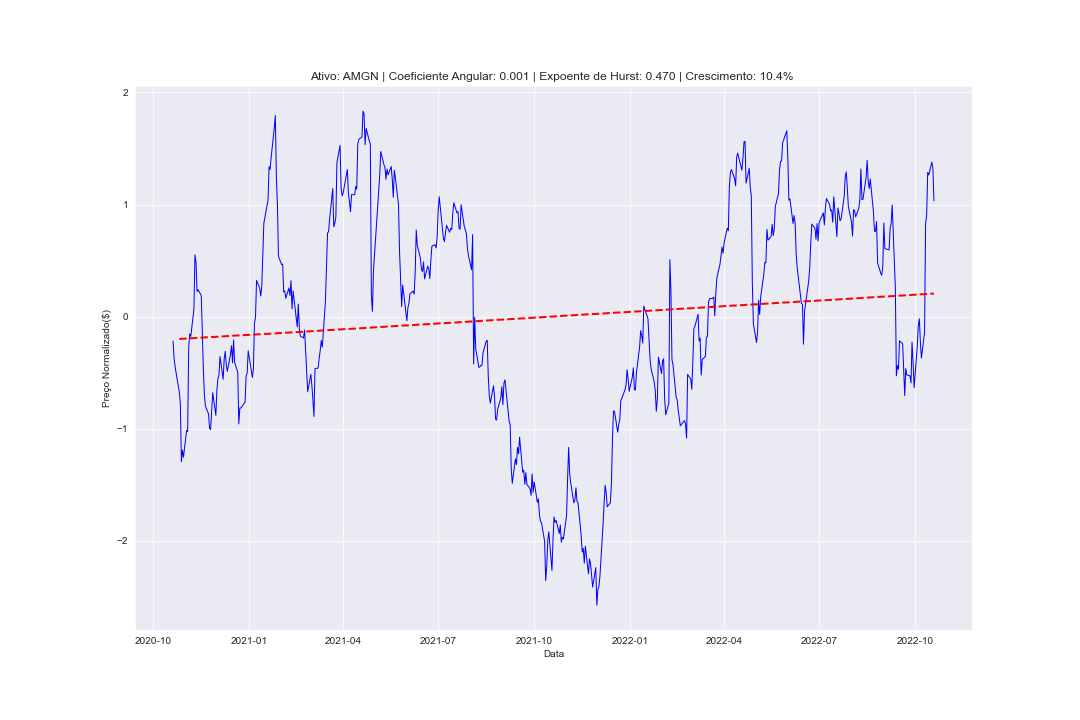 Ativo: AMGN | Coeficiente Angular: 0.001 | Expoente de Hurst: 0.470 | Crescimento: 10.4%
2
1
0
−1
−2
Preço Normalizado($)
2020-10 2021-01 2021-04 2021-07 2021-10 2022-01 2022-04 2022-07 2022-10
Data